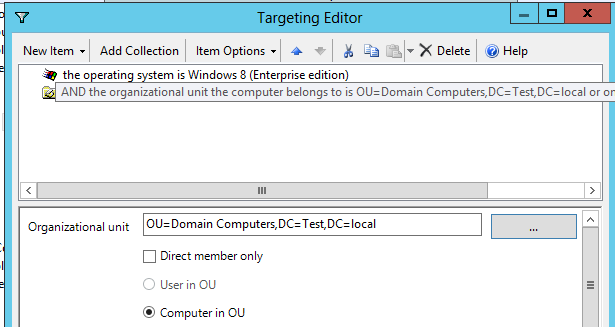 Targeting Editor
New Item Add Collection Item Options Delete Help
the operating system is Windows 8 (Enterprise edition)
AND the organizational unit the computer belongs to is OU=Domain Computers,DC=Test,DC=local or
Organizational unit OU=Domain Computers,DC=Test,DC=local ...
Direct member only
User in OU
Computer in OU